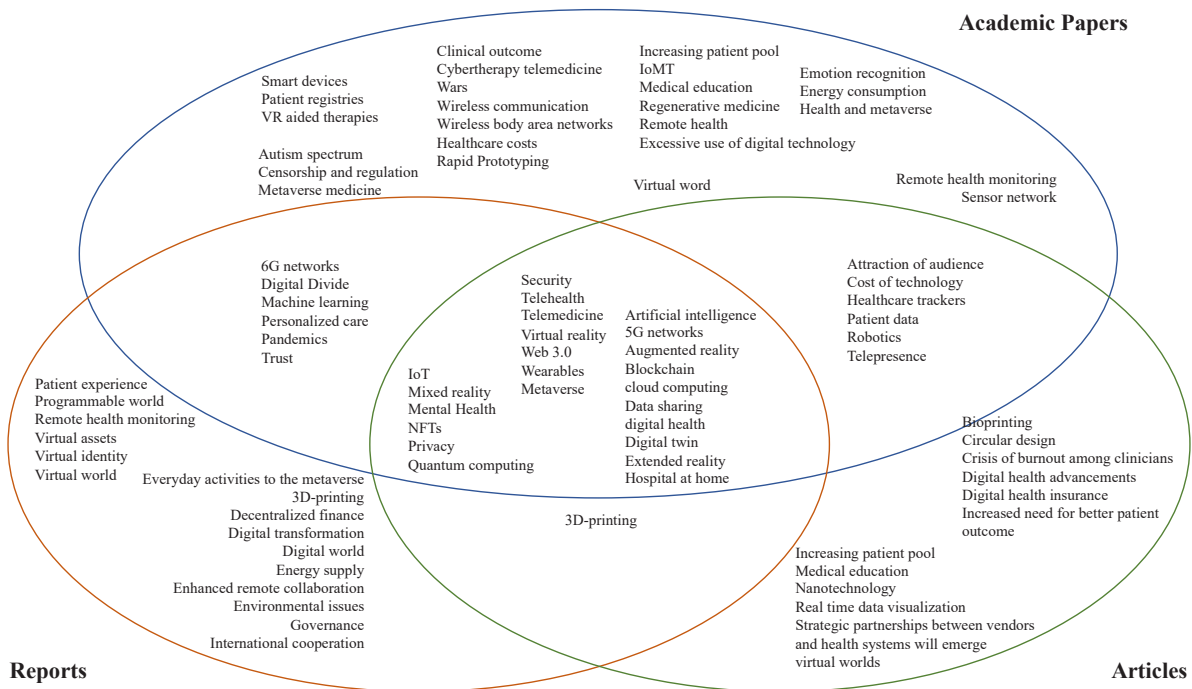 Academic Papers
Smart devices
Patient registries
VR aided therapies
Autism spectrum
Censorship and regulation
Metaverse medicine
Clinical outcome
Cybertherapy telemedicine
Wars
Wireless communication
Wireless body area networks
Healthcare costs
Rapid Prototyping
Increasing patient pool
IoMT
Medical education
Regenerative medicine
Remote health
Excessive use of digital technology
Emotion recognition
Energy consumption
Health and metaverse
Virtual word
Remote health monitoring
Sensor network
6G networks
Digital Divide
Machine learning
Personalized care
Pandemics
Trust
Security
Telehealth
Telemedicine
Virtual reality
Web 3.0
Wearables
Metaverse
Artificial intelligence
5G networks
Augmented reality
Blockchain
cloud computing
Data sharing
digital health
Digital twin
Extended reality
Hospital at home
IoT
Mixed reality
Mental Health
NFTs
Privacy
Quantum computing
Attraction of audience
Cost of technology
Healthcare trackers
Patient data
Robotics
Telepresence
Patient experience
Programmable world
Remote health monitoring
Virtual assets
Virtual identity
Virtual world
Everyday activities to the metaverse
3D-printing
Decentralized finance
Digital transformation
Digital world
Energy supply
Enhanced remote collaboration
Environmental issues
Governance
International cooperation
3D-printing
Bioprinting
Circular design
Crisis of burnout among clinicians
Digital health advancements
Digital health insurance
Increased need for better patient
outcome
Increasing patient pool
Medical education
Nanotechnology
Real time data visualization
Strategic partnerships between vendors
and health systems will emerge
virtual worlds
Reports
Articles